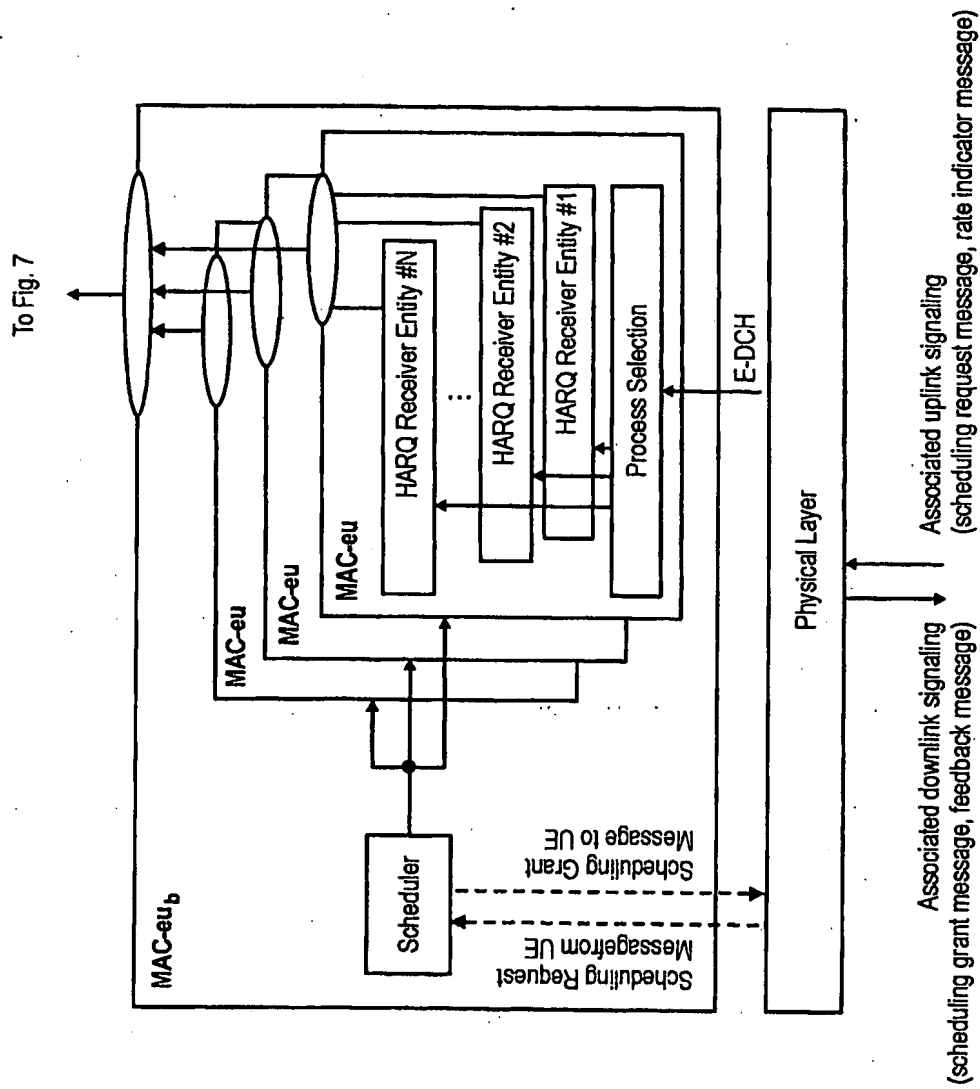 To Fig. 7
MAC-eu_b
MAC-eu
MAC-eu
MAC-eu
HARQ Receiver Entity #N
...
HARQ Receiver Entity #2
HARQ Receiver Entity #1
Process Selection
Scheduler
Scheduling Request
Messagefrom UE
Scheduling Grant
Message to UE
E-DCH
Physical Layer
Associated downlink signaling
(scheduling grant message, feedback message)
Associated uplink signaling
(scheduling request message, rate indicator message)